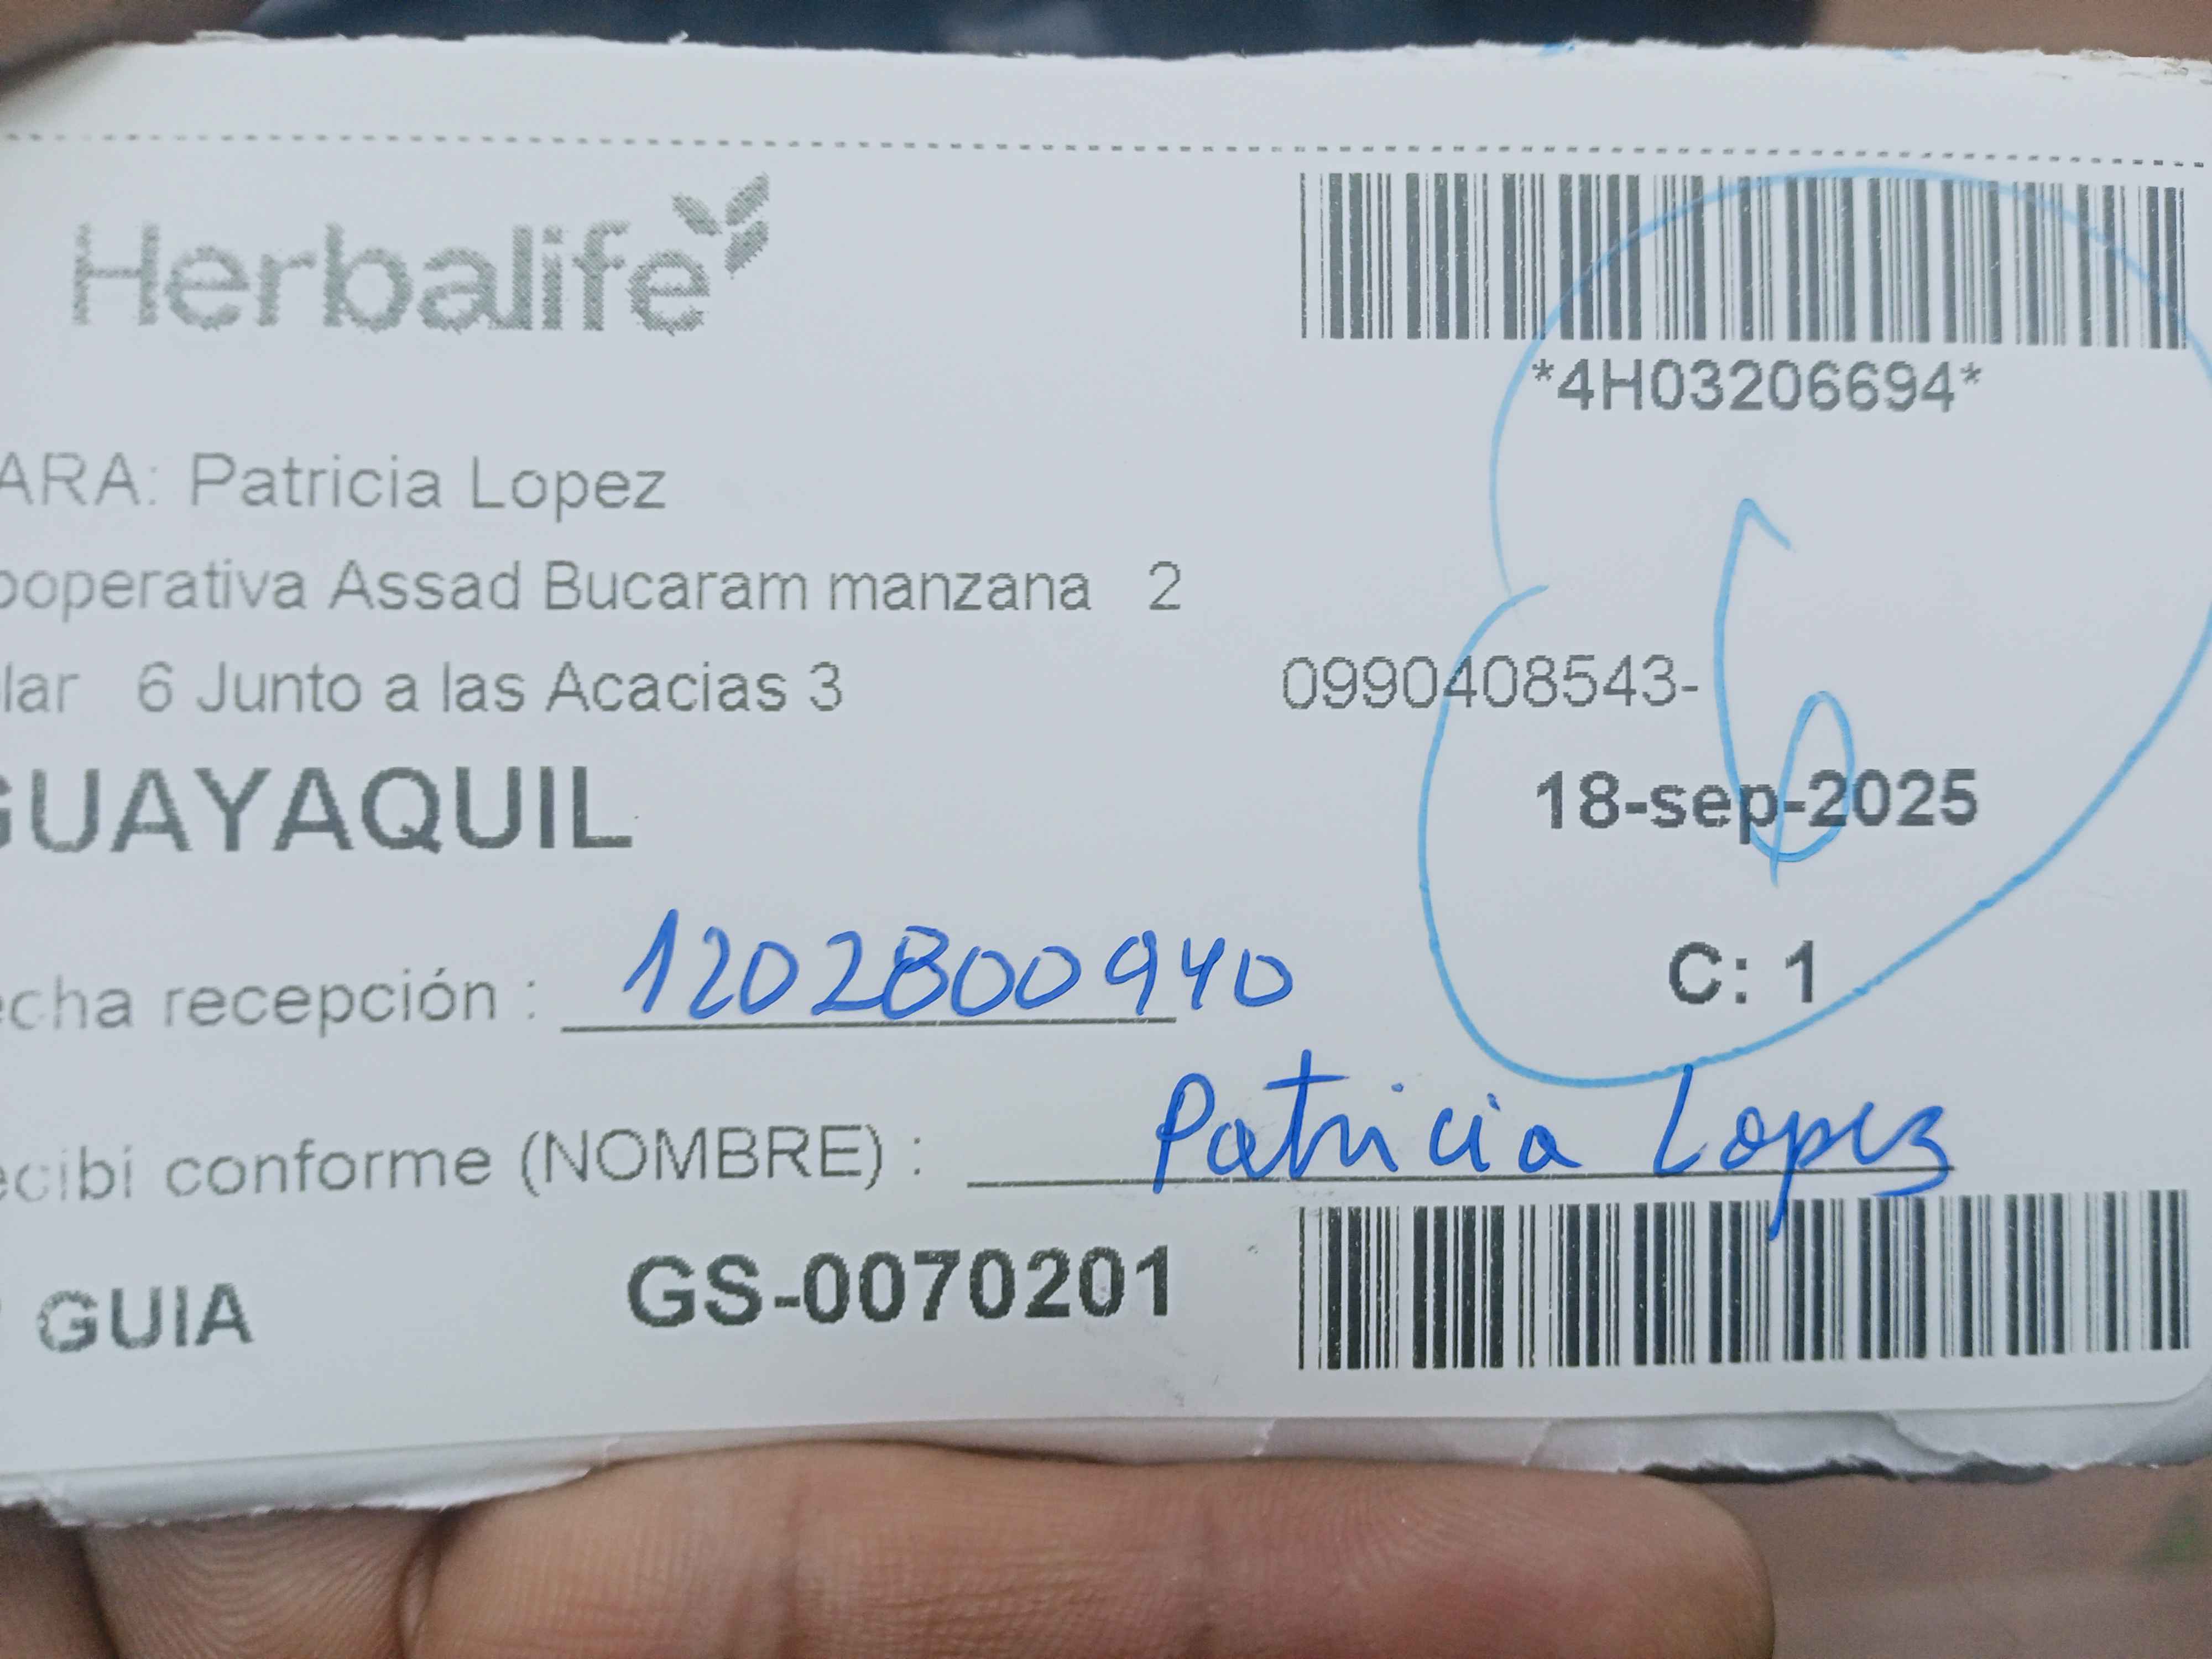 Herbalife
*4H03206694*
ARA: Patricia Lopez
ooperativa Assad Bucaram manzana 2
lar 6 Junto a las Acacias 3
0990408543-
6
GUAYAQUIL
18-sep-2025
C: 1
echa recepción : 1202800940
ecibi conforme (NOMBRE) : Patricia Lopez
GUIA GS-0070201